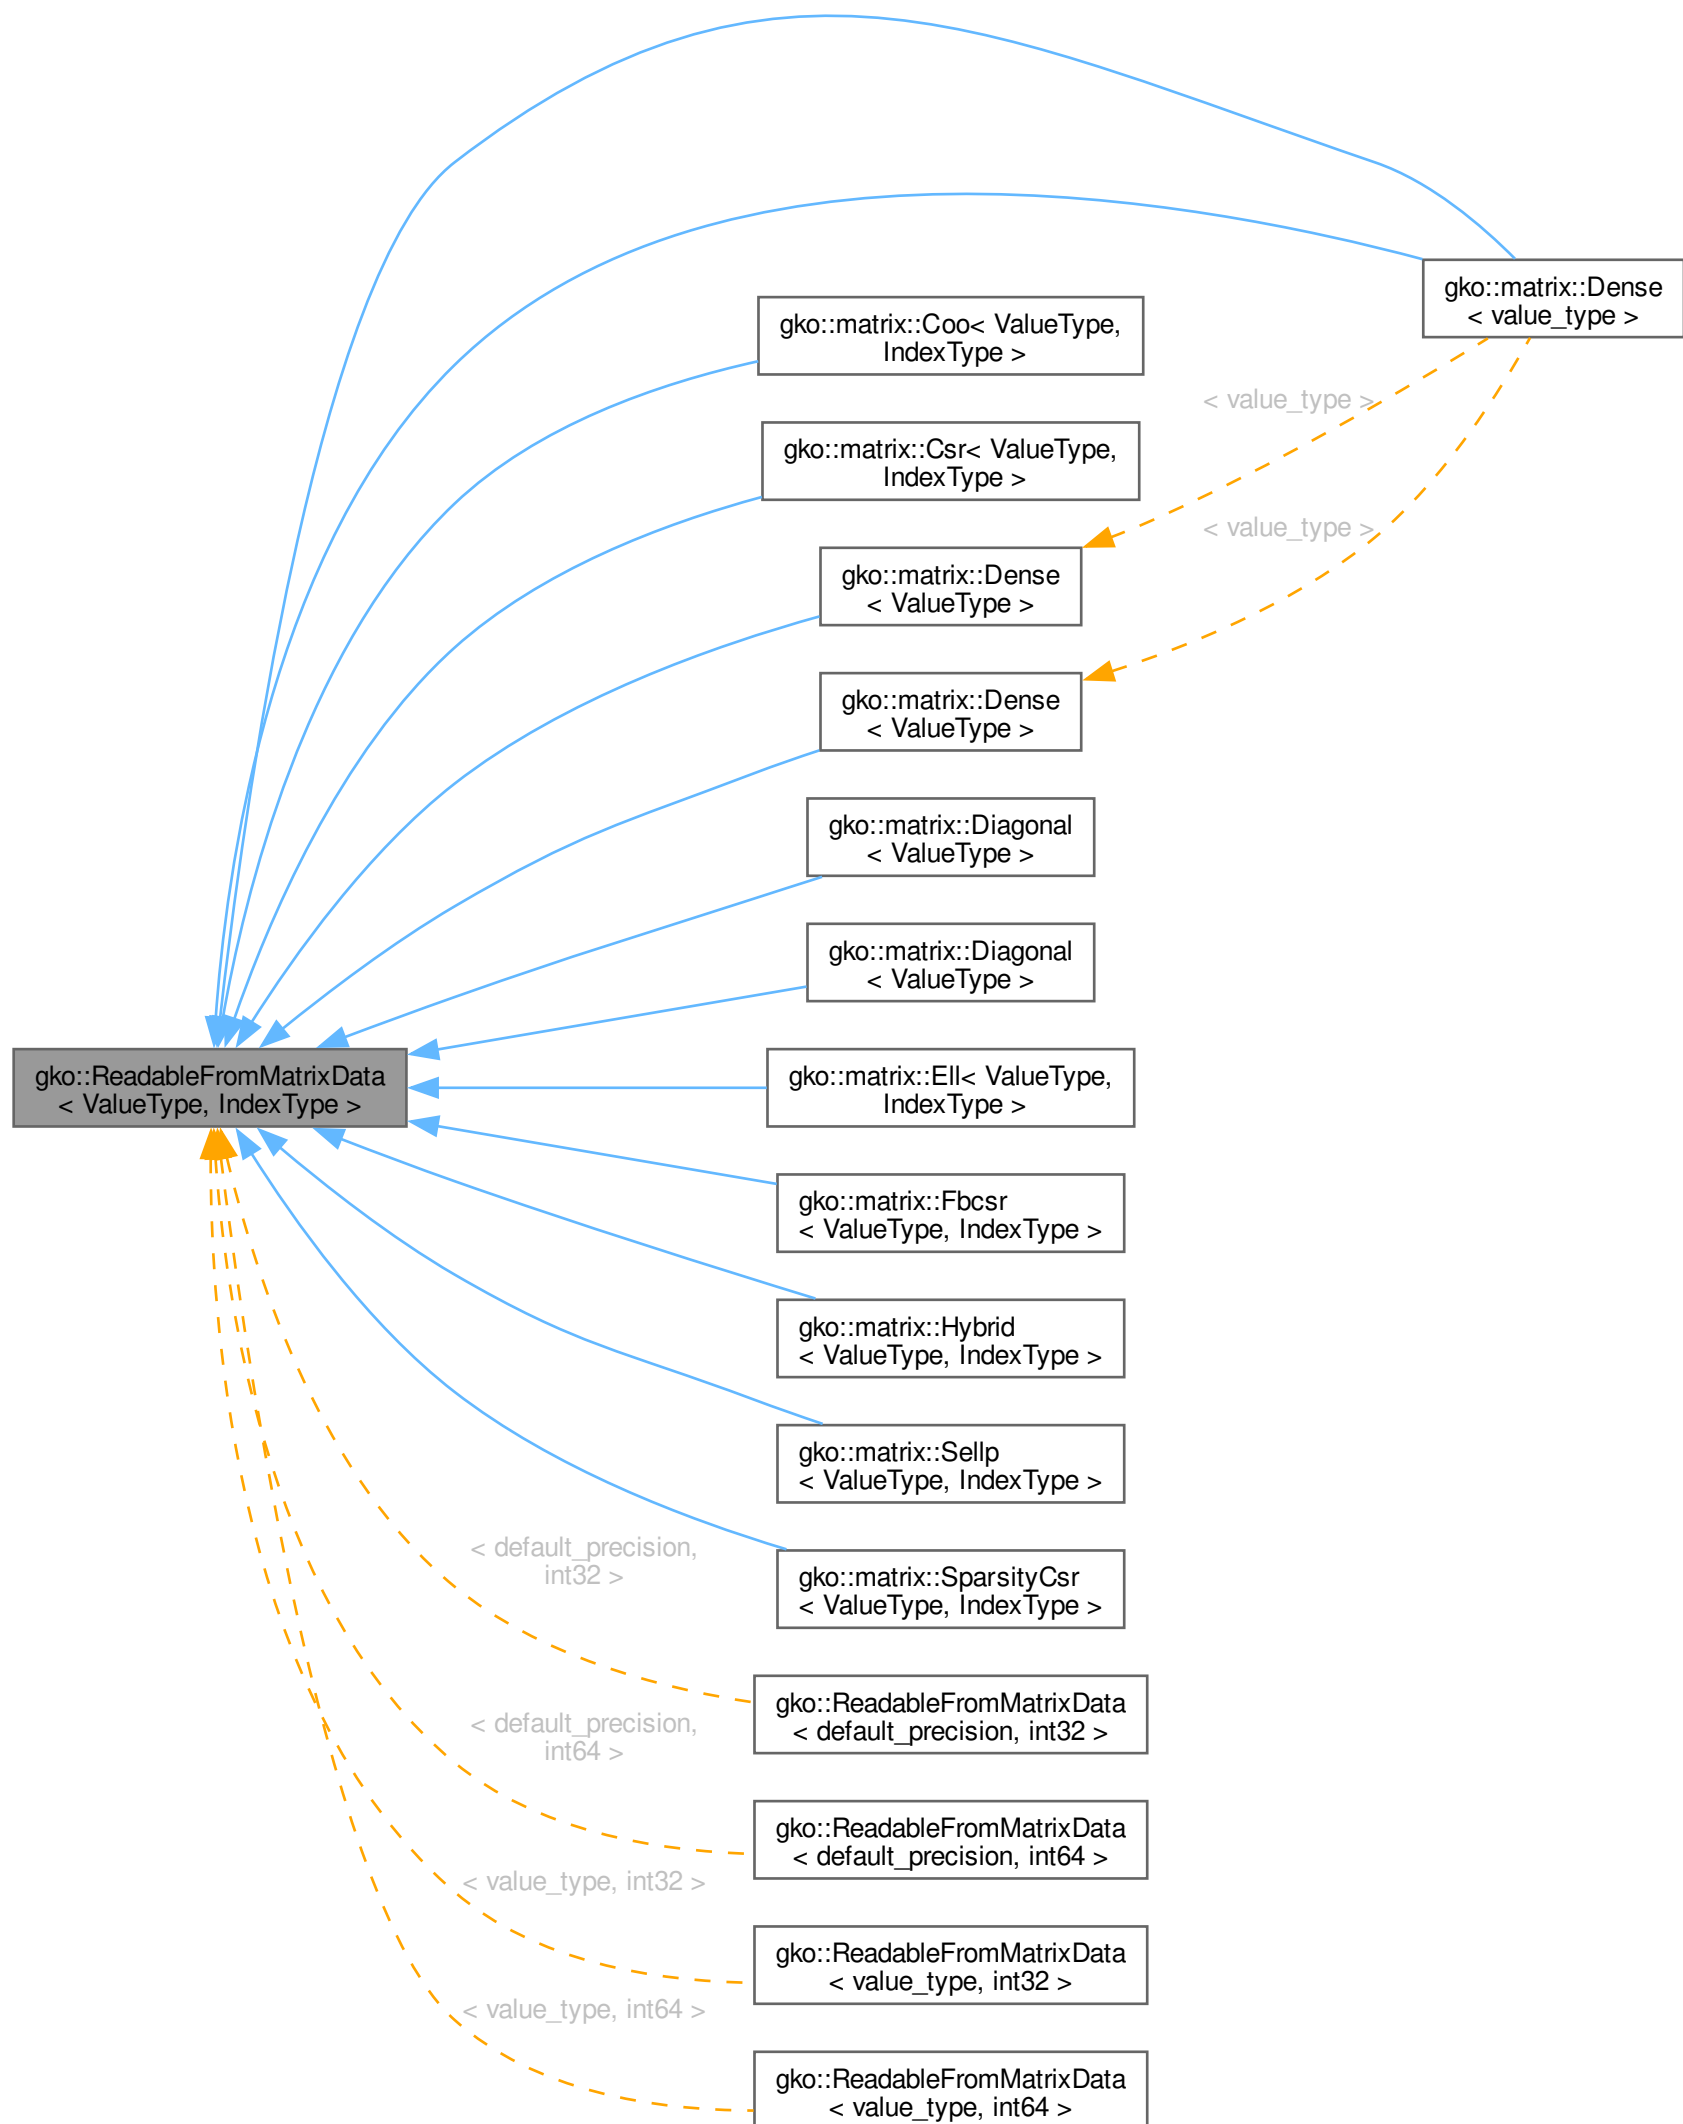 gko::matrix::Dense
< value_type >
gko::matrix::Coo< ValueType,
IndexType >
< value_type >
gko::matrix::Csr< ValueType,
IndexType >
< value_type >
gko::matrix::Dense
< ValueType >
gko::matrix::Dense
< ValueType >
gko::matrix::Diagonal
< ValueType >
gko::matrix::Diagonal
< ValueType >
gko::ReadableFromMatrixData
< ValueType, IndexType >
gko::matrix::Ell< ValueType,
IndexType >
gko::matrix::Fbcsr
< ValueType, IndexType >
gko::matrix::Hybrid
< ValueType, IndexType >
gko::matrix::Sellp
< ValueType, IndexType >
< default_precision,
int32 >
gko::matrix::SparsityCsr
< ValueType, IndexType >
gko::ReadableFromMatrixData
< default_precision, int32 >
< default_precision,
int64 >
gko::ReadableFromMatrixData
< default_precision, int64 >
< value_type, int32 >
gko::ReadableFromMatrixData
< value_type, int32 >
< value_type, int64 >
gko::ReadableFromMatrixData
< value_type, int64 >